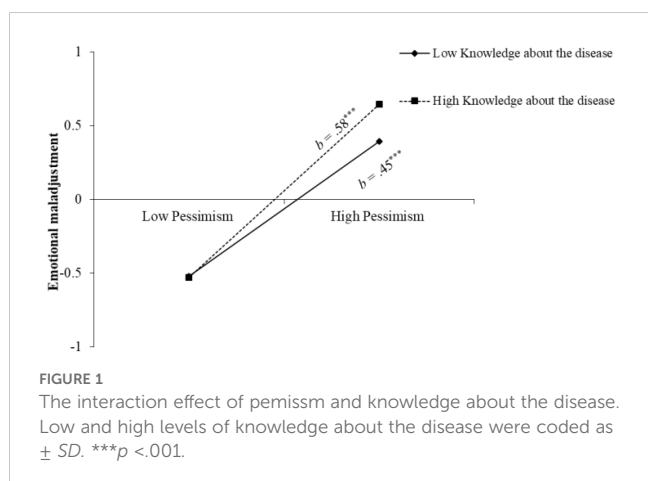 1
Low Knowledge about the disease
High Knowledge about the disease
0.5
b = .58***
b = .45***
Emotional maladjustment
0
Low Pessimism
High Pessimism
-0.5
-1
FIGURE 1
The interaction effect of pemissm and knowledge about the disease.
Low and high levels of knowledge about the disease were coded as
± SD. ***p <.001.